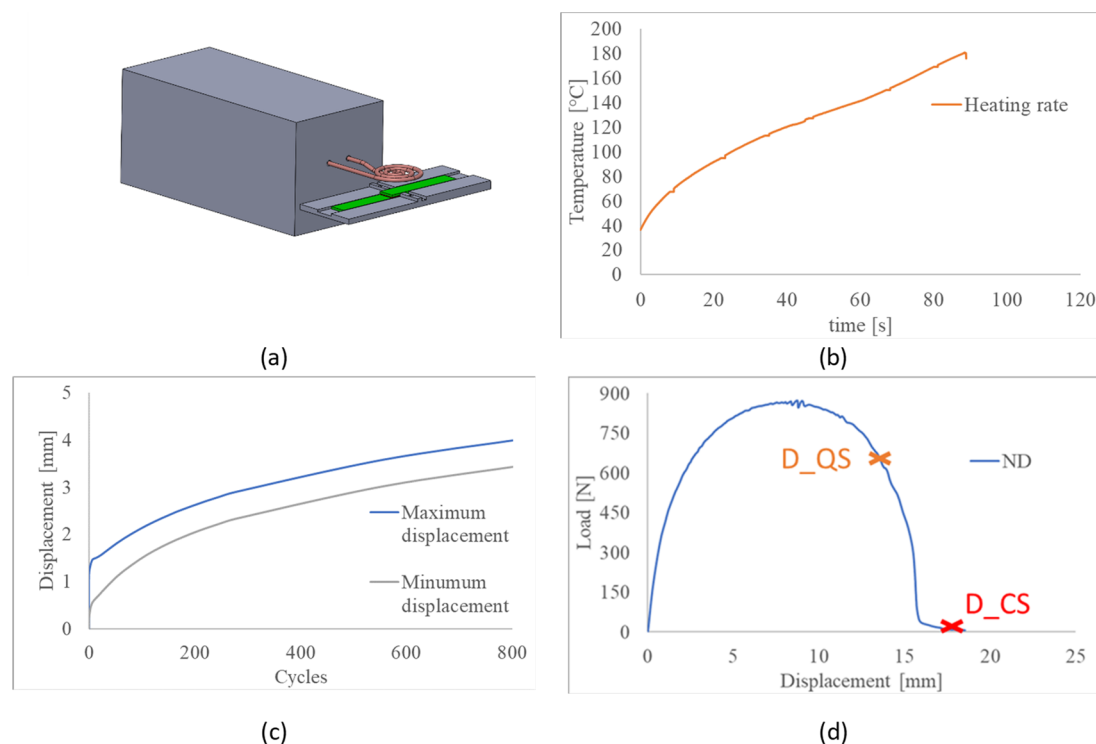 200
180
160
140
120
100
80
60
40
20
0
Temperature [°C]
Heating rate
0 20 40 60 80 100 120
time [s]
(a)
(b)
5
4
3
2
1
0
Displacement [mm]
Maximum
displacement
Minumum
displacement
0 200 400 600 800
Cycles
900
750
600
450
300
150
0
Load [N]
D_QS
ND
D_CS
0 5 10 15 20 25
Displacement [mm]
(c)
(d)